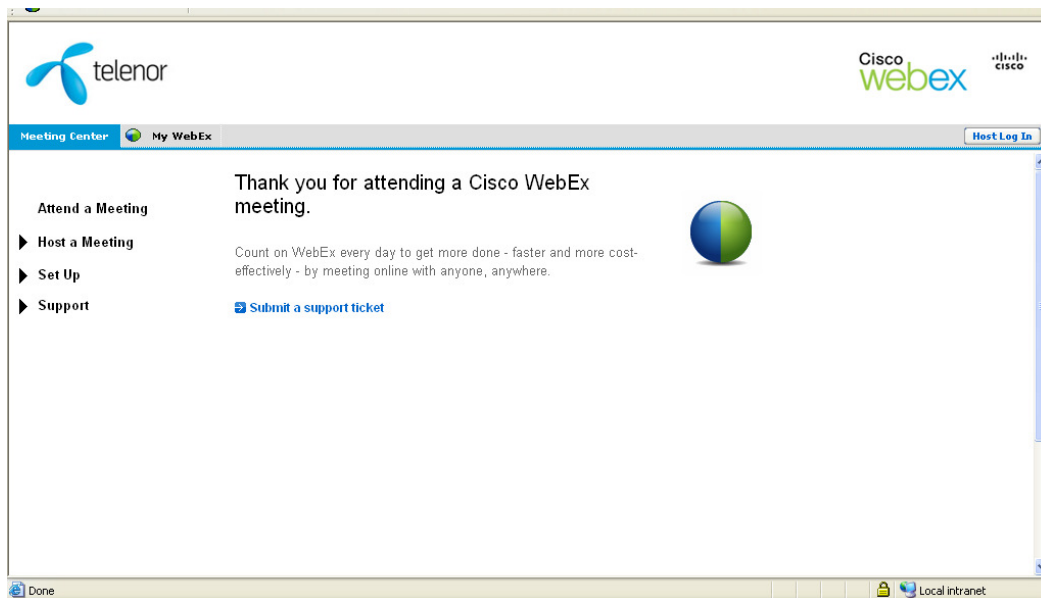 telenor
Cisco
webex
CISCO
Meeting Center
My WebEx
Host Log In
Thank you for attending a Cisco WebEx
meeting.
Attend a Meeting
Host a Meeting
Set Up
Support
Count on WebEx every day to get more done - faster and more cost-
effectively - by meeting online with anyone, anywhere.
Submit a support ticket
Done
Local intranet